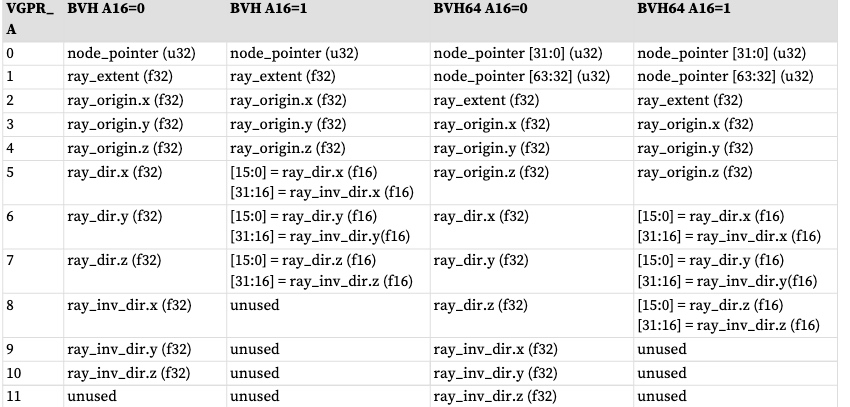 VGPR_A BVH A16=0 BVH A16=1 BVH64 A16=0 BVH64 A16=1
0 node_pointer (u32) node_pointer (u32) node_pointer [31:0] (u32) node_pointer [31:0] (u32)
1 ray_extent (f32) ray_extent (f32) node_pointer [63:32] (u32) node_pointer [63:32] (u32)
2 ray_origin.x (f32) ray_origin.x (f32) ray_extent (f32) ray_extent (f32)
3 ray_origin.y (f32) ray_origin.y (f32) ray_origin.x (f32) ray_origin.x (f32)
4 ray_origin.z (f32) ray_origin.z (f32) ray_origin.y (f32) ray_origin.y (f32)
5 ray_dir.x (f32) [15:0] = ray_dir.x (f16) ray_origin.z (f32) ray_origin.z (f32)
[31:16] = ray_inv_dir.x (f16)
6 ray_dir.y (f32) [15:0] = ray_dir.y (f16) ray_dir.x (f32) [15:0] = ray_dir.x (f16)
[31:16] = ray_inv_dir.y(f16) [31:16] = ray_inv_dir.x (f16)
7 ray_dir.z (f32) [15:0] = ray_dir.z (f16) ray_dir.y (f32) [15:0] = ray_dir.y (f16)
[31:16] = ray_inv_dir.z (f16) [31:16] = ray_inv_dir.y(f16)
8 ray_inv_dir.x (f32) unused ray_dir.z (f32) [15:0] = ray_dir.z (f16)
[31:16] = ray_inv_dir.z (f16)
9 ray_inv_dir.y (f32) unused ray_inv_dir.x (f32) unused
10 ray_inv_dir.z (f32) unused ray_inv_dir.y (f32) unused
11 unused unused ray_inv_dir.z (f32) unused